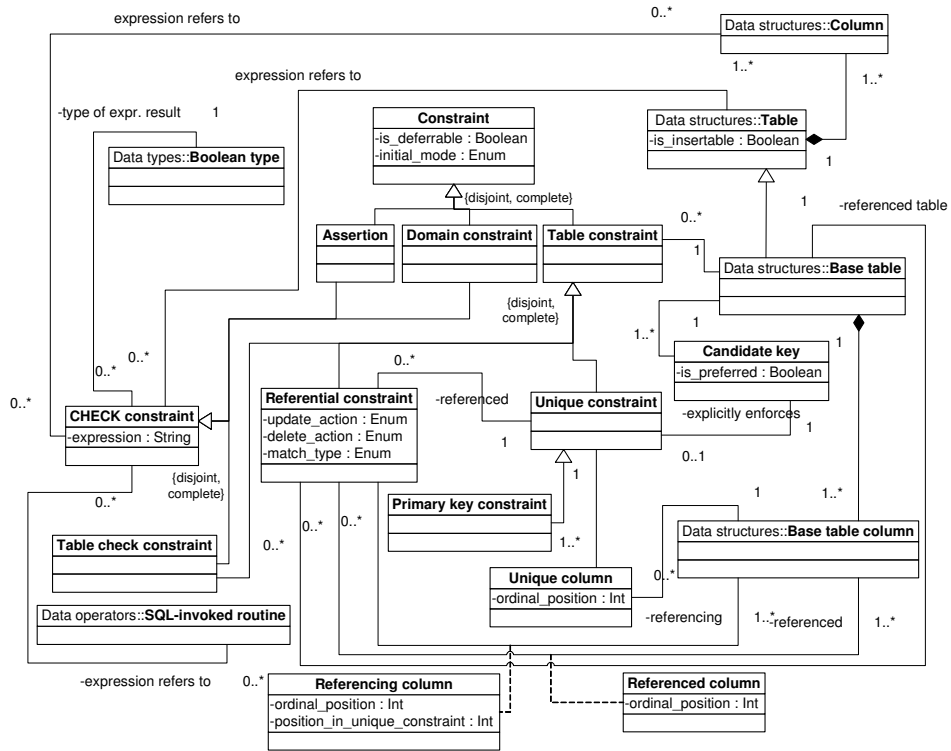 expression refers to
0..*
Data structures::Column
1..*
1..*
expression refers to
-type of expr. result
1
Data types::Boolean type
Constraint
-is_deferrable : Boolean
-initial_mode : Enum
{disjoint, complete}
Data structures::Table
-is_insertable : Boolean
1
1
-referenced table
0..*
1
Assertion
Domain constraint
Table constraint
Data structures::Base table
{disjoint,
complete}
1..*
1
1
Candidate key
-is_preferred : Boolean
0..*
0..*
0..*
0..*
CHECK constraint
-expression : String
Referential constraint
-update_action : Enum
-delete_action : Enum
-match_type : Enum
-referenced
1
Unique constraint
-explicitly enforces
1
0..1
{disjoint,
complete}
0..*
1
Primary key constraint
1..*
1
1..*
0..*
0..*
0..*
Table check constraint
Data structures::Base table column
Unique column
-ordinal_position : Int
0..*
Data operators::SQL-invoked routine
-referencing
1..*
-referenced
1..*
-expression refers to
0..*
Referencing column
-ordinal_position : Int
-position_in_unique_constraint : Int
Referenced column
-ordinal_position : Int